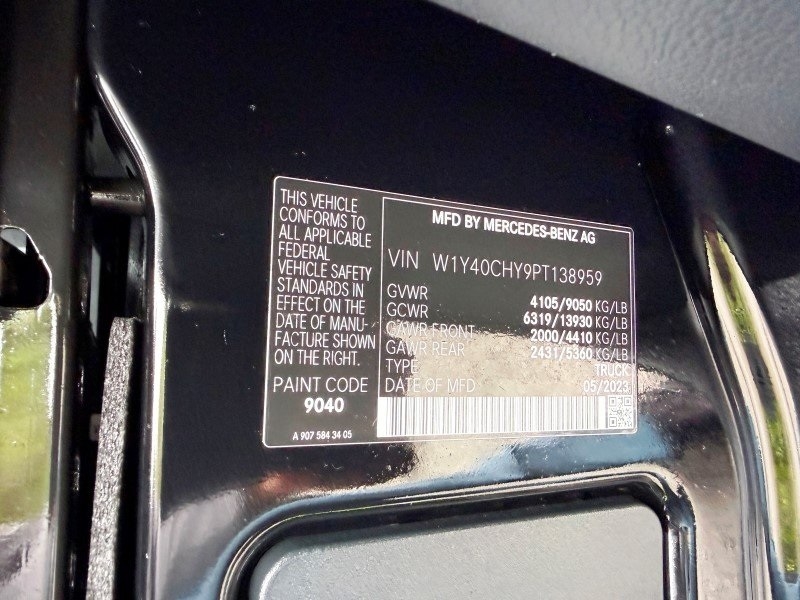 THIS VEHICLE
CONFORMS TO
ALL APPLICABLE
FEDERAL
VEHICLE SAFETY
STANDARDS IN
EFFECT ON THE
DATE OF MANU-
FACTURE SHOWN
ON THE RIGHT.
PAINT CODE
9040
A 907 584 34 05
MFD BY MERCEDES-BENZ AG
VIN W1Y40CHY9PT138959
GVWR 4105/9050 KG/LB
GCWR 6319/13930 KG/LB
GAWR FRONT 2000/4410 KG/LB
GAWR REAR 2431/5360 KG/LB
TYPE TRUCK
DATE OF MFD 05/2023